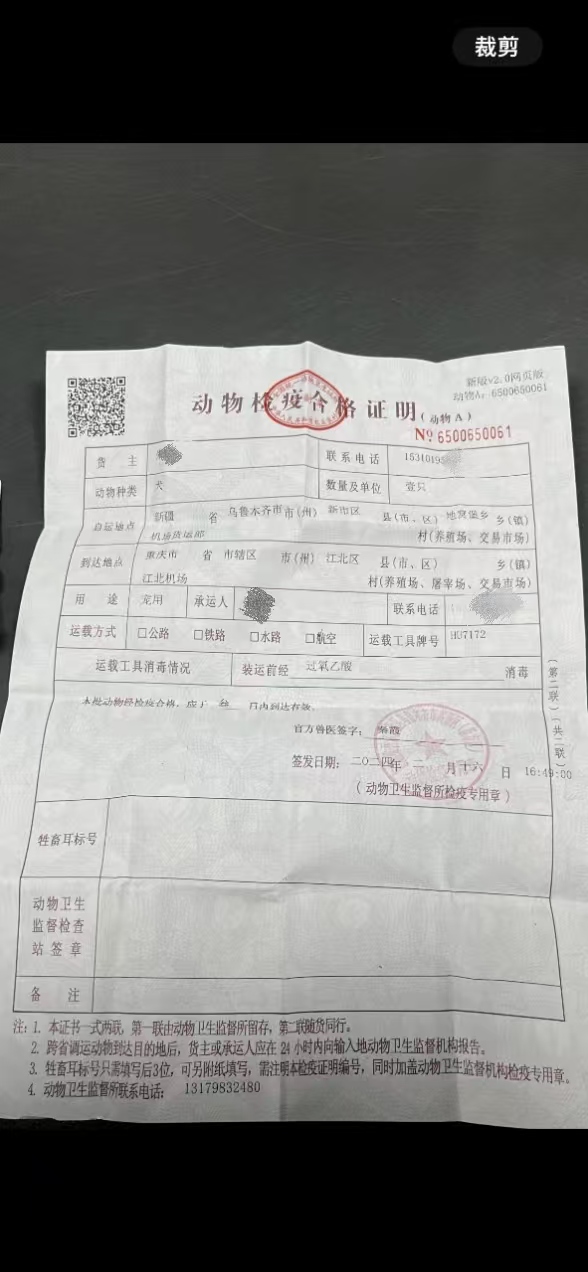 裁剪
新版v2.0网页版
动物A: 6500650061
动物检疫合格证明(动物A)
№ 6500650061
货主 联系电话 1531019
动物种类 犬 数量及单位 壹只
启运地点 新疆 省 乌鲁木齐市 市(州) 新市区 县(市、区) 地窝堡乡 乡(镇)
机场货运部 村(养殖场、交易市场)
到达地点 重庆市 省 市辖区 市(州) 江北区 县(市、区) 乡(镇)
江北机场 村(养殖场、屠宰场、交易市场)
用途 宠用 承运人 联系电话
运载方式 □公路 □铁路 □水路 □航空 运载工具牌号 HU7172
运载工具消毒情况 装运前经 过氧乙酸 消毒
本批动物经检疫合格,应于 日内到达有效。
官方兽医签字:
签发日期: 二〇二四年 二 月十六日 16:49:00
(动物卫生监督所检疫专用章)
(第二联)(共二联)
牲畜耳标号
动物卫生
监督检查
站签章
备注
注: 1. 本证书一式两联,第一联由动物卫生监督所留存,第二联随货同行。
2. 跨省调运动物到达目的地后,货主或承运人应在24小时内向输入地动物卫生监督机构报告。
3. 牲畜耳标号只需填写后3位,可另附纸填写,需注明本检疫证明编号,同时加盖动物卫生监督机构检疫专用章。
4. 动物卫生监督所联系电话: 13179832480